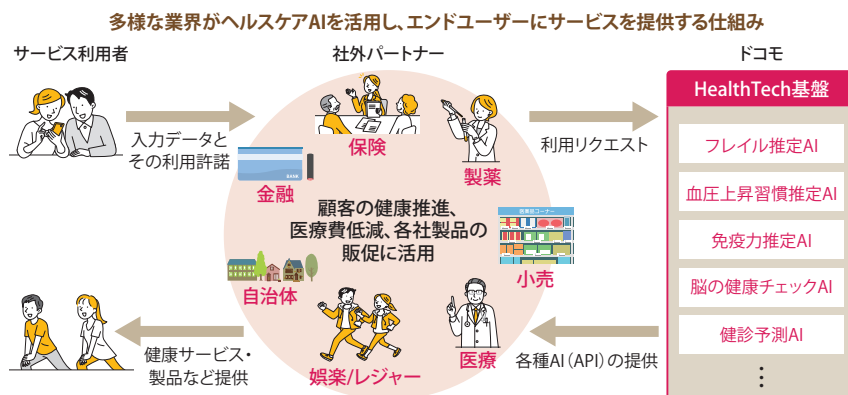 多様な業界がヘルスケアAIを活用し、エンドユーザーにサービスを提供する仕組み
サービス利用者
社外パートナー
ドコモ
HealthTech基盤
入力データと
その利用許諾
保険
製薬
金融
BANK
利用リクエスト
フレイル推定AI
血圧上昇習慣推定AI
免疫力推定AI
脳の健康チェックAI
健診予測AI
⋮
顧客の健康推進、
医療費低減、各社製品の
販促に活用
小売
自治体
医療
娯楽/レジャー
各種AI（API）の提供
健康サービス・
製品など提供